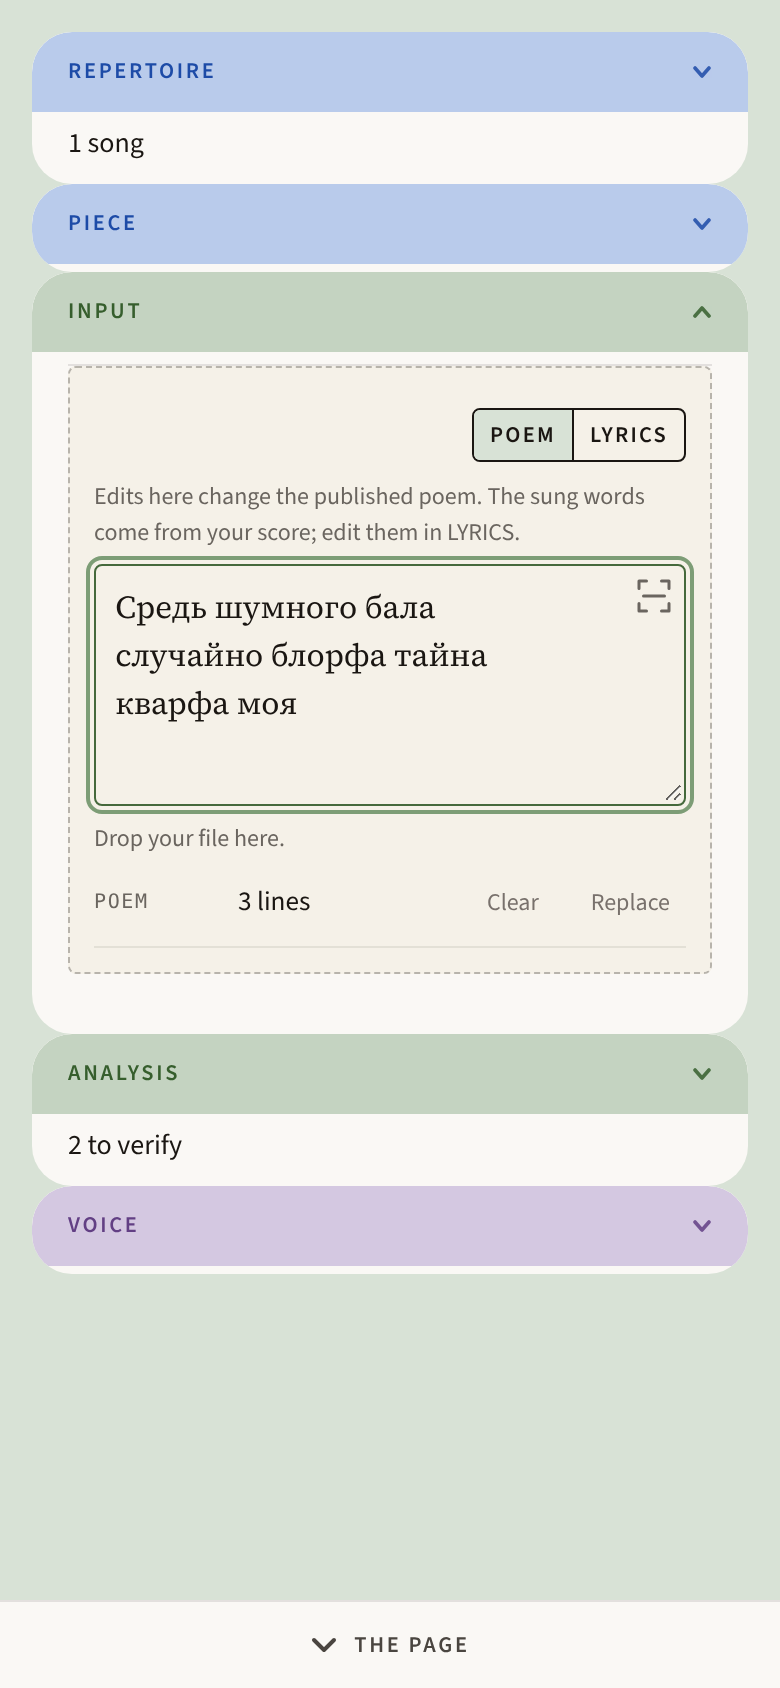 REPERTOIRE
1 song
PIECE
INPUT
POEM LYRICS
Edits here change the published poem. The sung words
come from your score; edit them in LYRICS.
Средь шумного бала
случайно блорфа тайна
кварфа моя
Drop your file here.
POEM 3 lines Clear Replace
ANALYSIS
2 to verify
VOICE
THE PAGE